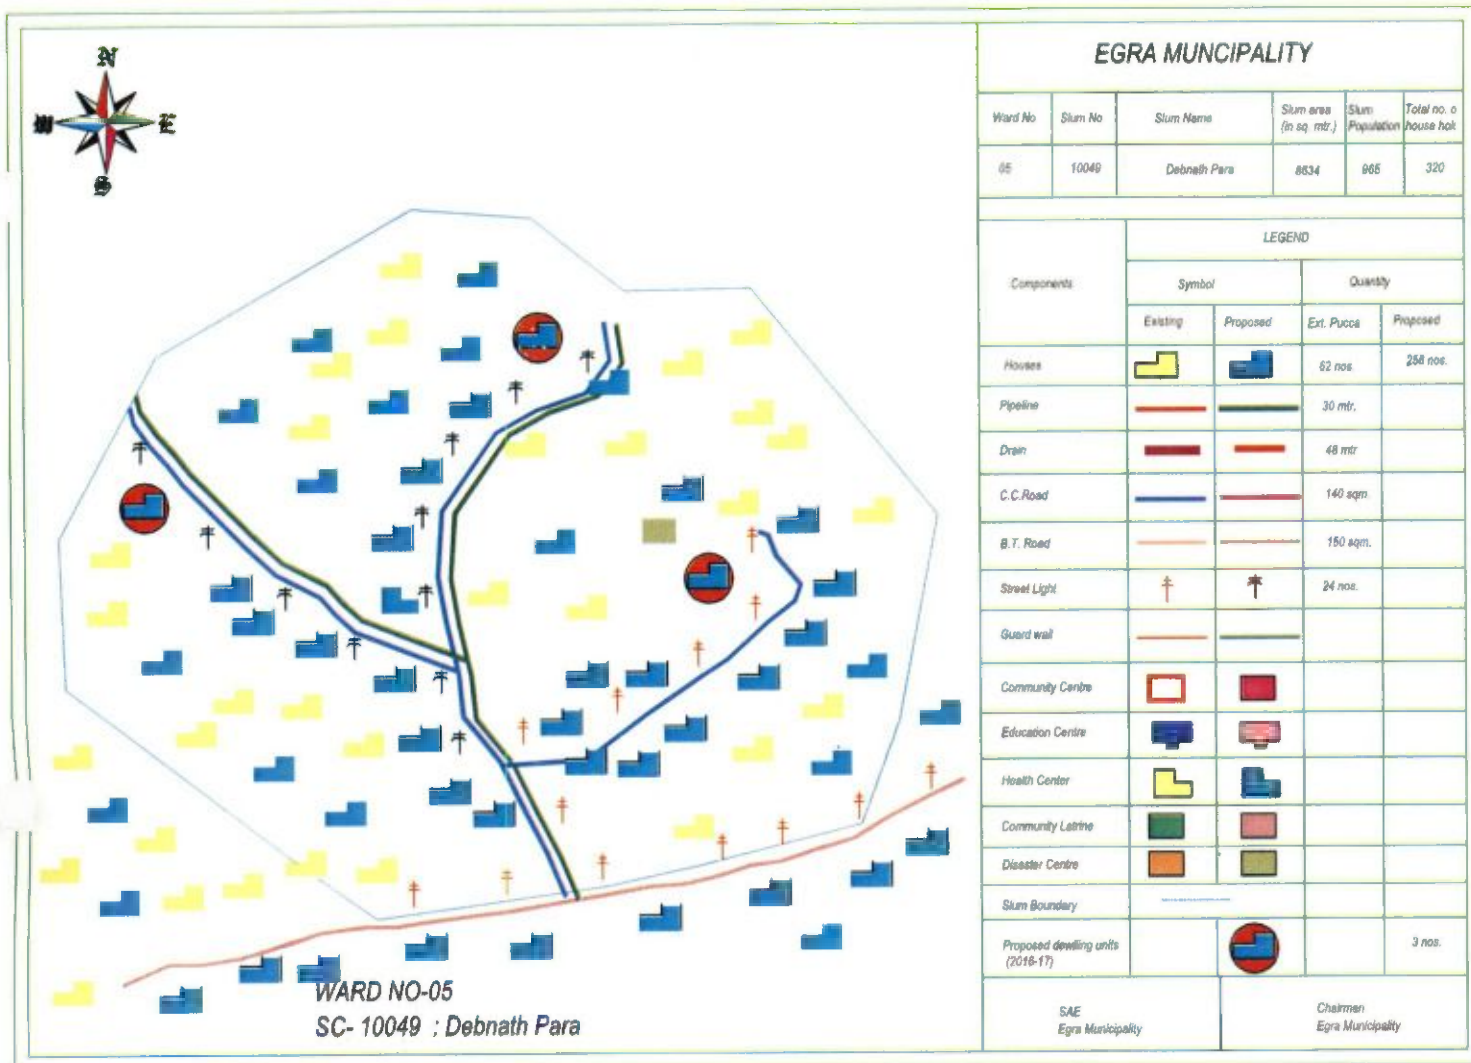 N
W
E
S
EGRA MUNCIPALITY
Ward No
Slum No
Slum Name
Slum area
(in sq. mtr.)
Slum
Population
Total no. o
house hol
05
10049
Debnath Para
8634
965
320
LEGEND
Components
Symbol
Quantity
Existing
Proposed
Ext. Pucca
Proposed
Houses
62 nos.
258 nos.
Pipeline
30 mtr.
Drain
48 mtr
C.C.Road
140 sqm.
B.T. Road
150 sqm.
Street Light
24 nos.
Guard wall
Community Centre
Education Centre
Health Center
Community Latrine
Disaster Centre
Slum Boundary
Proposed dewlling units
(2016-17)
3 nos.
SAE
Egra Municipality
Chairmen
Egra Municipality
WARD NO-05
SC- 10049 ; Debnath Para